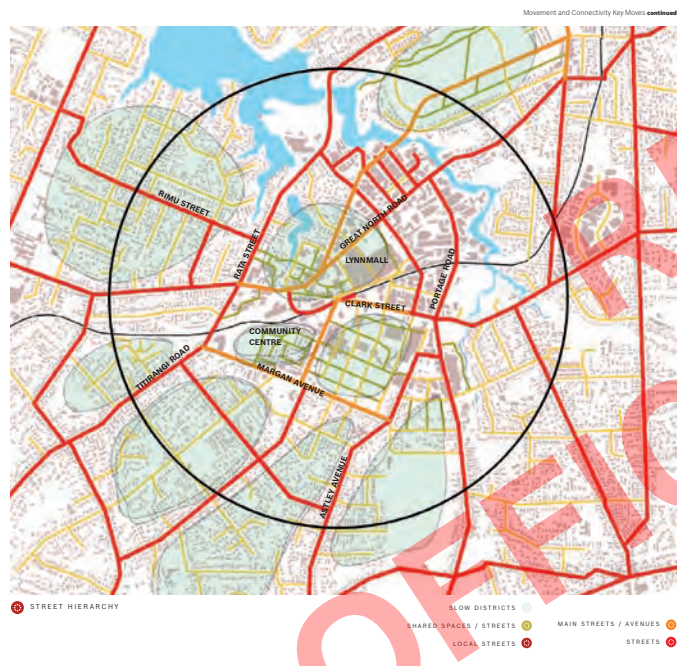 Movement and Connectivity Key Moves continued
RIMU STREET
RATA STREET
GREAT NORTH ROAD
LYNNMALL
PORTAGE ROAD
CLARK STREET
COMMUNITY
CENTRE
TITIRANGI ROAD
MARGAN AVENUE
ASTLEY AVENUE
STREET HIERARCHY
SLOW DISTRICTS
SHARED SPACES / STREETS
MAIN STREETS / AVENUES
LOCAL STREETS
STREETS